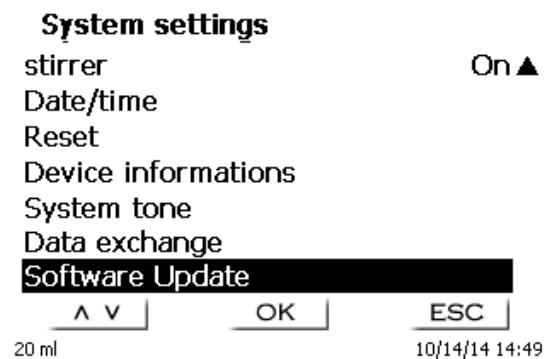 System settings
stirrer On ▲
Date/time
Reset
Device informations
System tone
Data exchange
Software Update
∧ ∨ OK ESC
20 ml 10/14/14 14:49